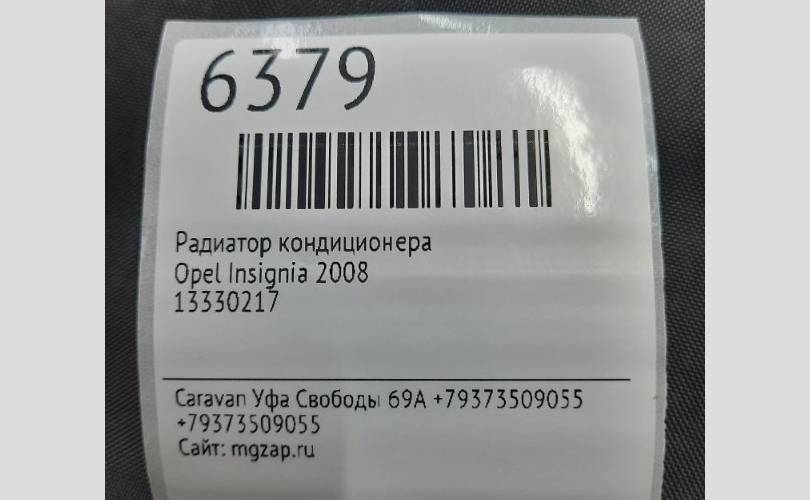 6379
Радиатор кондиционера
Opel Insignia 2008
13330217
Caravan Уфа Свободы 69А +79373509055
+79373509055
Сайт: mgzap.ru